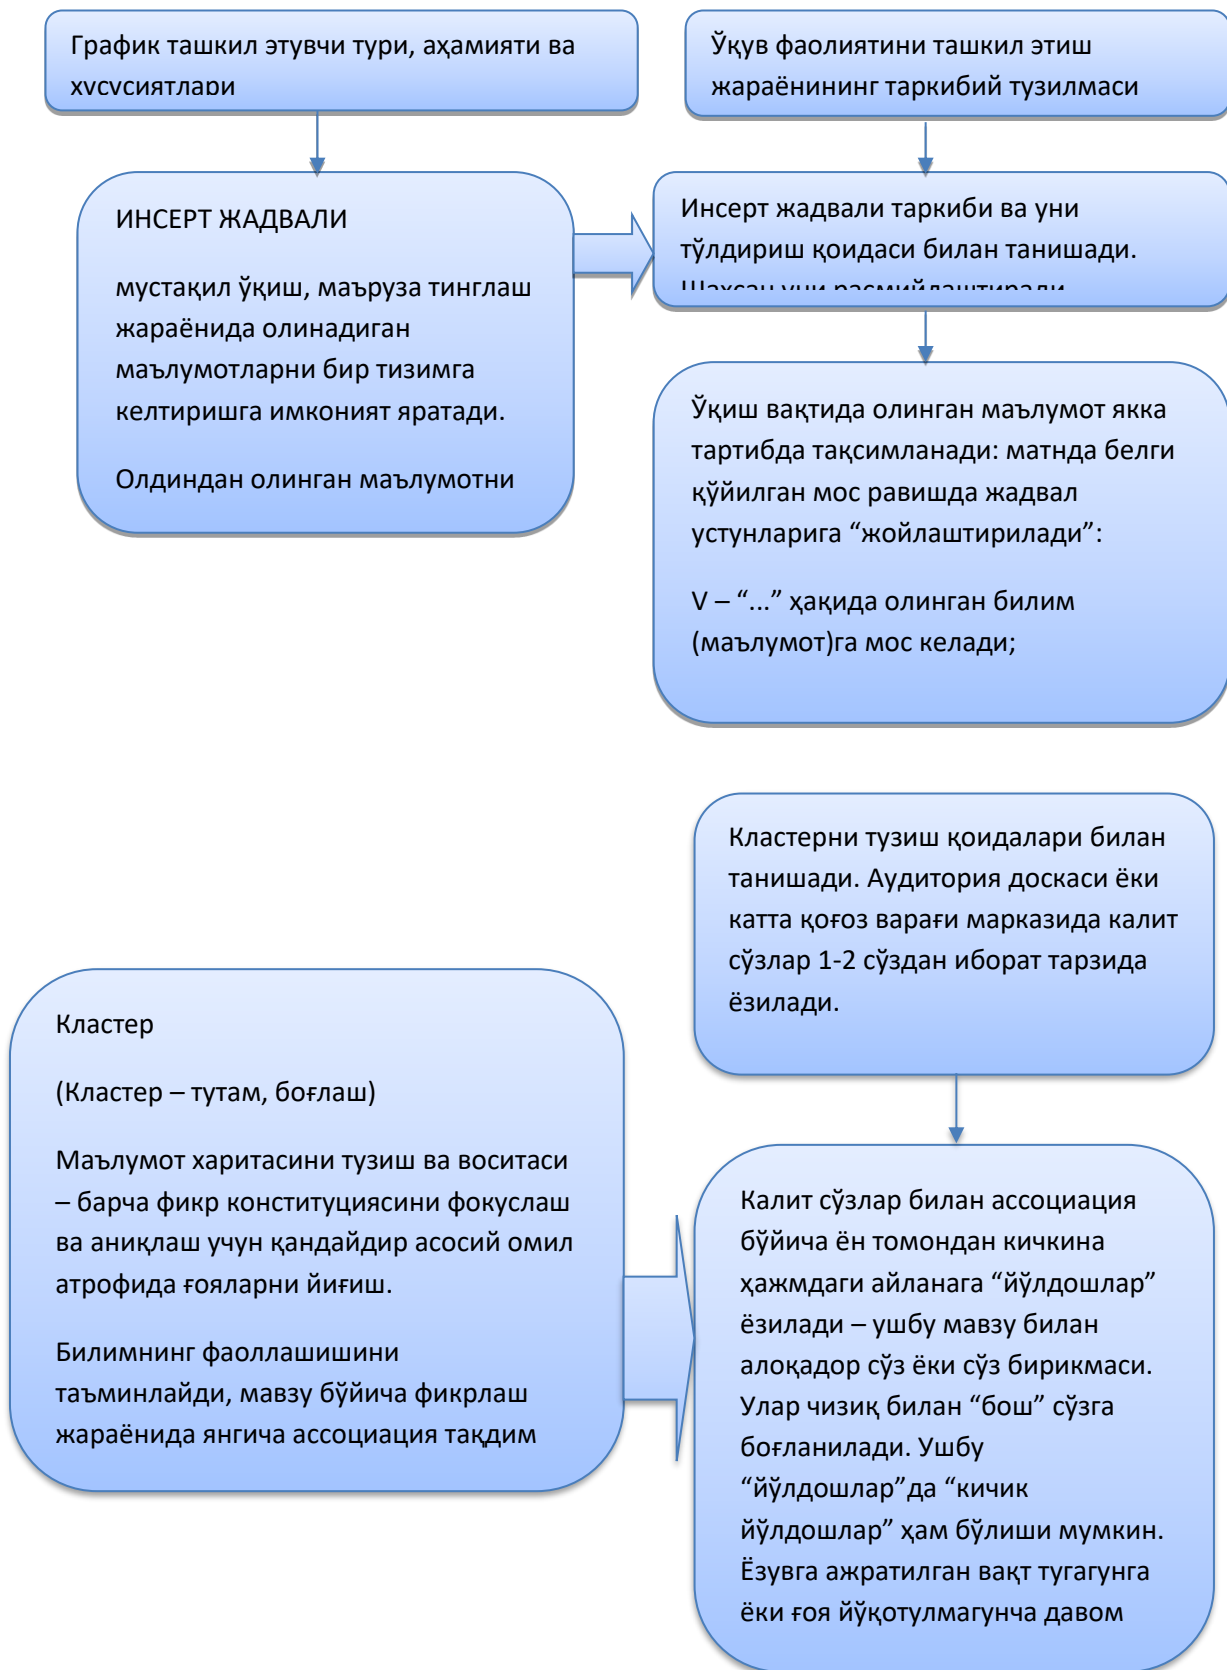 График ташкил этувчи тури, аҳамияти ва
хусусиятлари
Ўқув фаолиятини ташкил этиш
жараёнининг таркибий тузилмаси
ИНСЕРТ ЖАДВАЛИ
мустақил ўқиш, маъруза тинглаш
жараёнида олинадиган
маълумотларни бир тизимга
келтиришга имконият яратади.
Олдиндан олинган маълумотни
Инсерт жадвали таркиби ва уни
тўлдириш қоидаси билан танишади.
Шахсан уни расмийлаштиради
Ўқиш вақтида олинган маълумот якка
тартибда тақсимланади: матнда белги
қўйилган мос равишда жадвал
устунларига “жойлаштирилади”:
V – “...” ҳақида олинган билим
(маълумот)га мос келади;
Кластерни тузиш қоидалари билан
танишади. Аудитория доскаси ёки
катта қоғоз варағи марказида калит
сўзлар 1-2 сўздан иборат тарзида
ёзилади.
Кластер
(Кластер – тутам, боғлаш)
Маълумот харитасини тузиш ва воситаси
– барча фикр конституциясини фокуслаш
ва аниқлаш учун қандайдир асосий омил
атрофида ғояларни йиғиш.
Билимнинг фаоллашишини
таъминлайди, мавзу бўйича фикрлаш
жараёнида янгича ассоциация тақдим
Калит сўзлар билан ассоциация
бўйича ён томондан кичкина
ҳажмдаги айланага “йўлдошлар”
ёзилади – ушбу мавзу билан
алоқадор сўз ёки сўз бирикмаси.
Улар чизиқ билан “бош” сўзга
боғланилади. Ушбу
“йўлдошлар”да “кичик
йўлдошлар” ҳам бўлиши мумкин.
Ёзувга ажратилган вақт тугагунга
ёки ғоя йўқотулмагунча давом